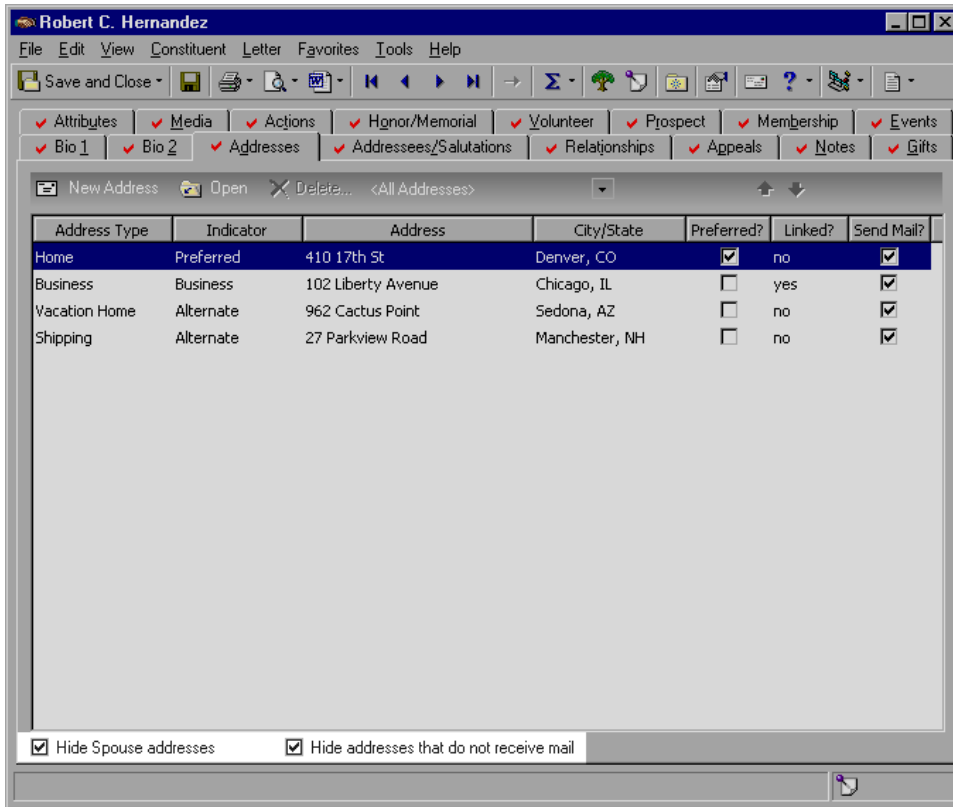 Robert C. Hernandez
File Edit View Constituent Letter Favorites Tools Help
Save and Close
Attributes Media Actions Honor/Memorial Volunteer Prospect Membership Events
Bio 1 Bio 2 Addresses Addressees/Salutations Relationships Appeals Notes Gifts
New Address Open Delete... <All Addresses>
Address Type Indicator Address City/State Preferred? Linked? Send Mail?
Home Preferred 410 17th St Denver, CO no
Business Business 102 Liberty Avenue Chicago, IL yes
Vacation Home Alternate 962 Cactus Point Sedona, AZ no
Shipping Alternate 27 Parkview Road Manchester, NH no
Hide Spouse addresses Hide addresses that do not receive mail